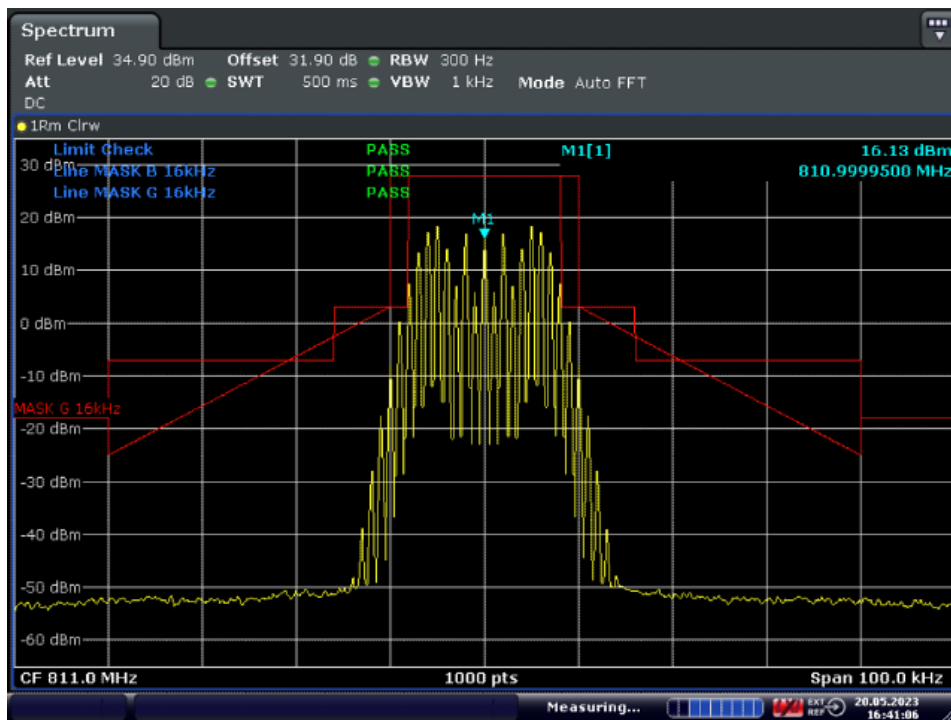 Spectrum
Ref Level 34.90 dBm Offset 31.90 dB RBW 300 Hz
Att 20 dB SWT 500 ms VBW 1 kHz Mode Auto FFT
DC
1Rm Clrw
Limit Check PASS M1[1] 16.13 dBm
30 dBm Line MASK B 16kHz PASS 810.9999500 MHz
Line MASK G 16kHz PASS
20 dBm
M1
10 dBm
0 dBm
-10 dBm
MASK G 16kHz
-20 dBm
-30 dBm
-40 dBm
-50 dBm
-60 dBm
CF 811.0 MHz 1000 pts Span 100.0 kHz
Measuring... EXT REF 20.05.2023
16:41:06